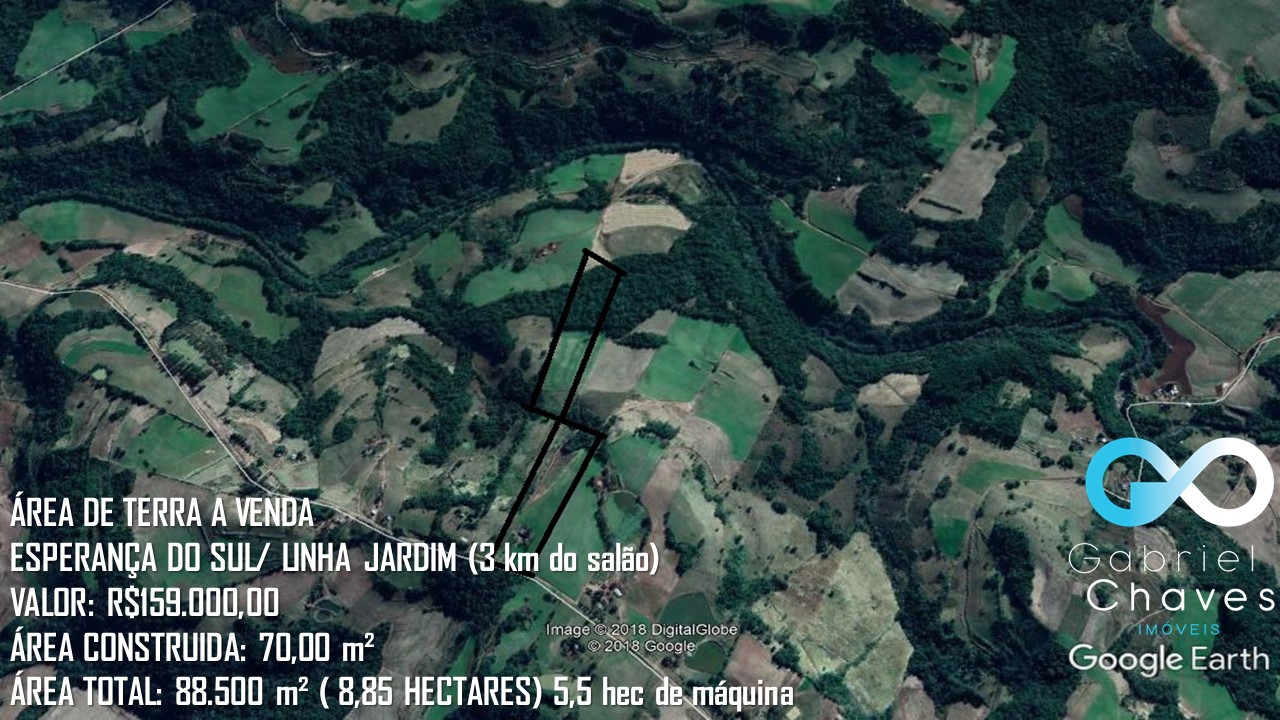 ÁREA DE TERRA A VENDA
ESPERANÇA DO SUL/ LINHA JARDIM (3 km do salão)
VALOR: R$159.000,00
ÁREA CONSTRUIDA: 70,00 m²
ÁREA TOTAL: 88.500 m² ( 8,85 HECTARES) 5,5 hec de máquina
Image © 2018 DigitalGlobe
© 2018 Google
Gabriel
Chaves
IMÓVEIS
Google Earth